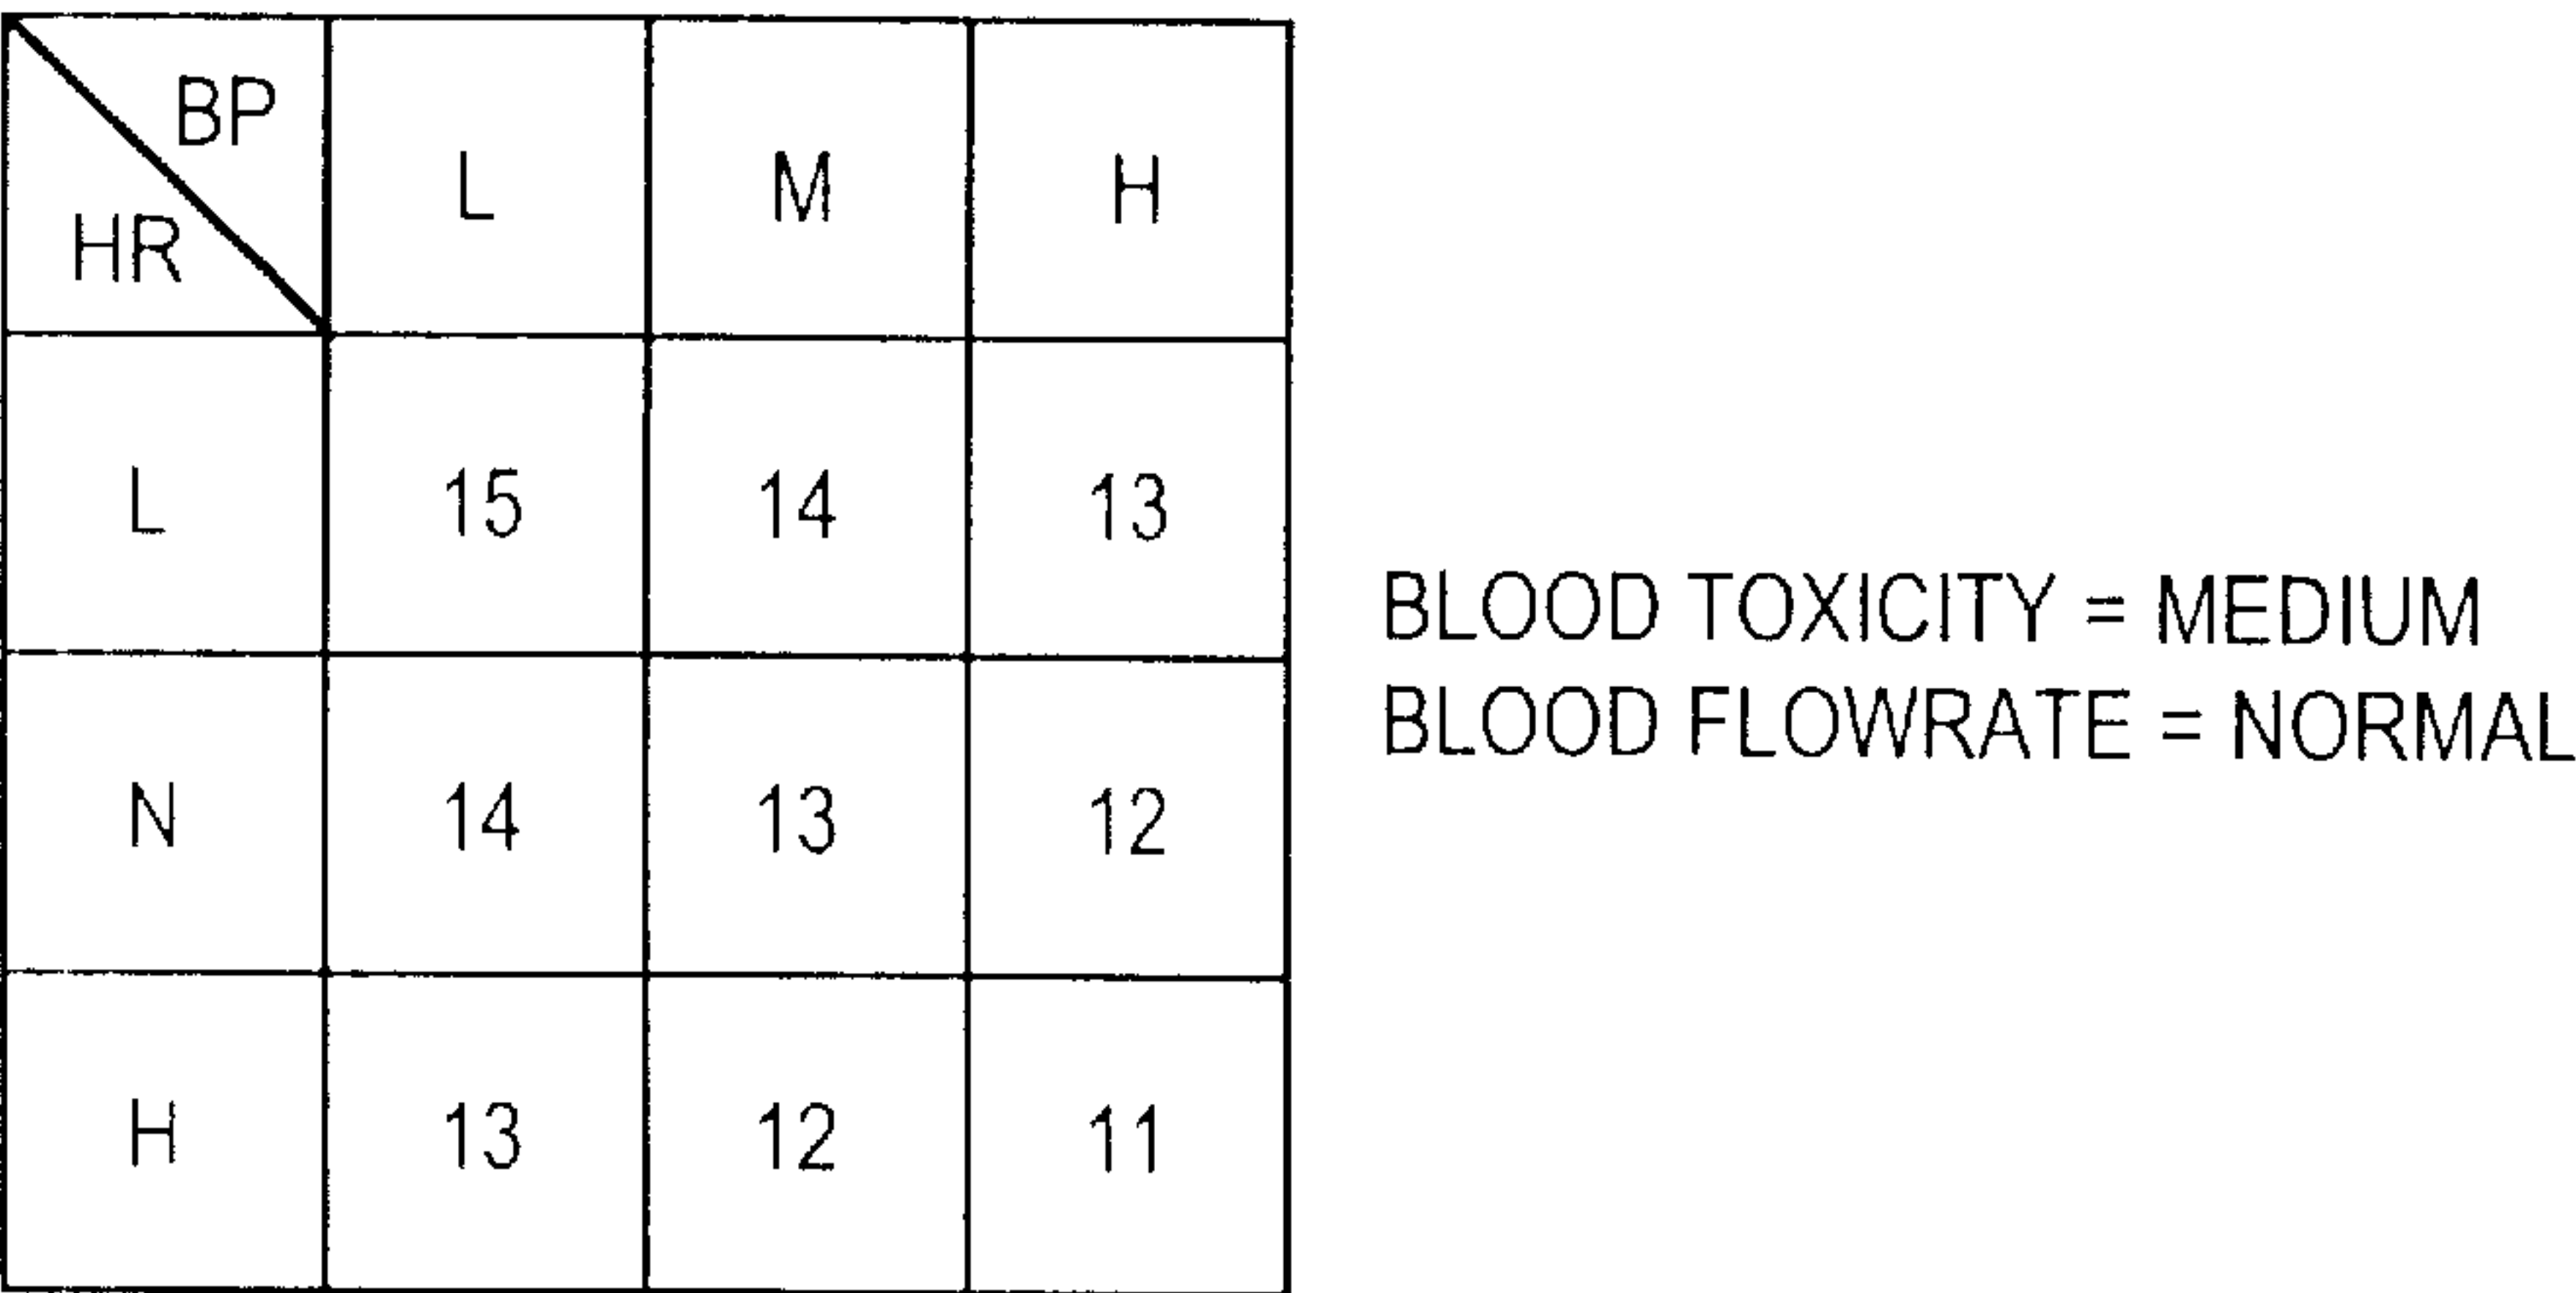 BP
HR
L M H
L 15 14 13
N 14 13 12
H 13 12 11
BLOOD TOXICITY = MEDIUM
BLOOD FLOWRATE = NORMAL